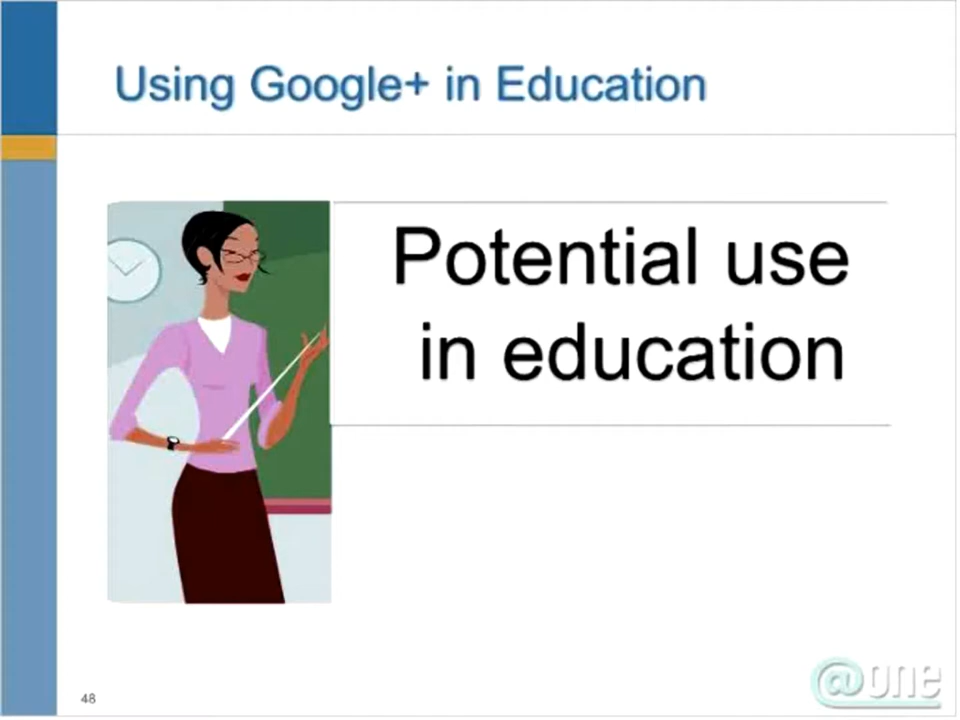 Using Google+ in Education
Potential use
in education
48
@one